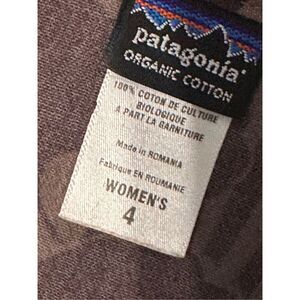 patagonia®
ORGANIC COTTON
100% COTON DE CULTURE
BIOLOGIQUE
A PART LA GARNITURE
Made in ROMANIA
Fabriqué EN ROUMANIE
WOMEN'S
4